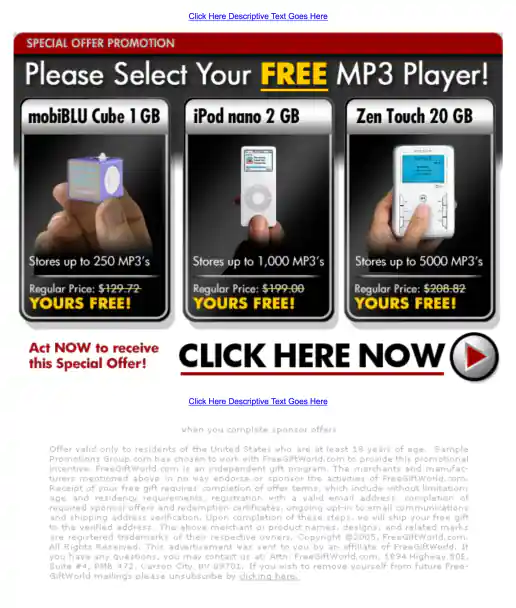 Click Here Descriptive Text Goes Here
SPECIAL OFFER PROMOTION
Please Select Your FREE MP3 Player!
mobiBLU Cube 1 GB
iPod nano 2 GB
Zen Touch 20 GB
Stores up to 250 MP3's
Stores up to 1,000 MP3's
Stores up to 5000 MP3's
Regular Price: $129.72
YOURS FREE!
Regular Price: $199.00
YOURS FREE!
Regular Price: $208.82
YOURS FREE!
Act NOW to receive
this Special Offer!
CLICK HERE NOW
Click Here Descriptive Text Goes Here
when you complete sponsor offers
Offer valid only to residents of the United States who are at least 18 years of age. Sample
Promotions Group.com has chosen to work with FreeGiftWorld.com to provide this promotional
incentive. FreeGiftWorld.com is an independent gift program. The merchants and manufac-
turers mentioned above in no way endorse or sponsor the activities of FreeGiftWorld.com.
Receipt of your free gift requires completion of offer terms, which include without limitation:
age and residency requirements, registration with a valid email address, completion of
required sponsor offers and redemption certificates, ongoing opt-in to email communications
and shipping address verification. Upon completion of these steps, we will ship your free gift
to the verified address. The above merchant or product names, designs, and related marks
are registered trademarks of their respective owners. Copyright ©2005, FreeGiftWorld.com.
All Rights Reserved. This advertisement was sent to you by an affiliate of FreeGiftWorld. If
you have any questions, you may contact us at: Attn: FreeGiftWorld.com, 1894 Highway 50E,
Suite #4, PMB 472, Carson City, NV 89701. If you wish to remove yourself from future Free-
GiftWorld mailings please unsubscribe by clicking here.